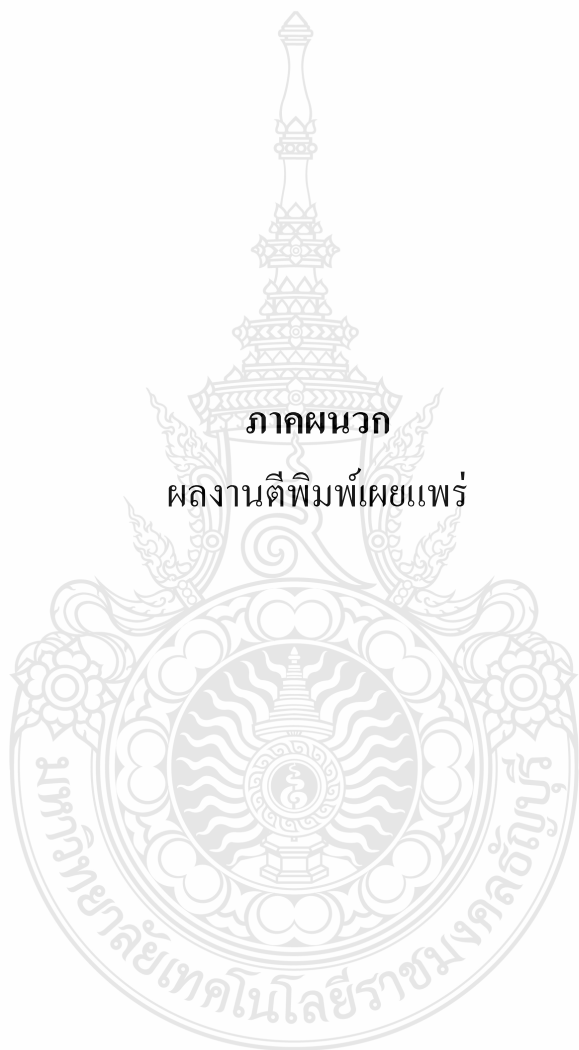 ภาคผนวก
ผลงานตีพิมพ์เผยแพร่
มหาวิทยาลัยเทคโนโลยีราชมงคลธัญบุรี